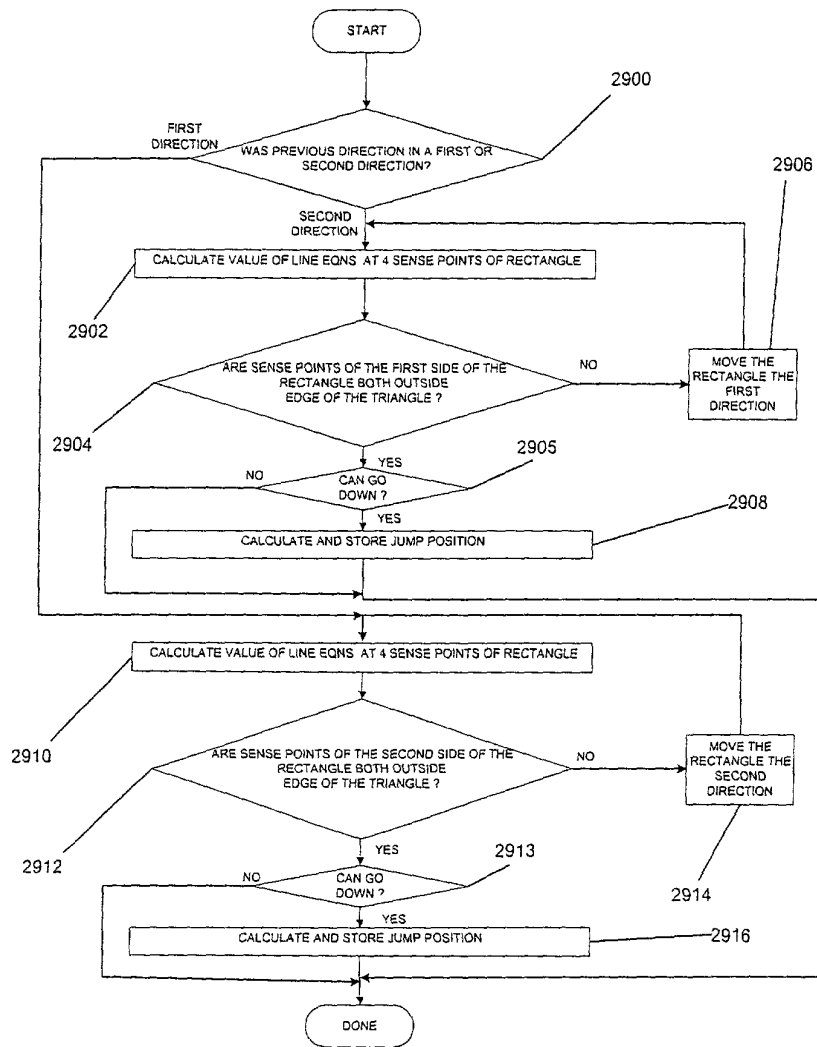 START
2900
FIRST
DIRECTION
WAS PREVIOUS DIRECTION IN A FIRST OR
SECOND DIRECTION?
2906
SECOND
DIRECTION
CALCULATE VALUE OF LINE EQNS AT 4 SENSE POINTS OF RECTANGLE
2902
ARE SENSE POINTS OF THE FIRST SIDE OF THE
RECTANGLE BOTH OUTSIDE
EDGE OF THE TRIANGLE ?
NO
MOVE THE
RECTANGLE THE
FIRST
DIRECTION
2904
YES
2905
NO
CAN GO
DOWN ?
YES
2908
CALCULATE AND STORE JUMP POSITION
CALCULATE VALUE OF LINE EQNS AT 4 SENSE POINTS OF RECTANGLE
2910
ARE SENSE POINTS OF THE SECOND SIDE OF THE
RECTANGLE BOTH OUTSIDE
EDGE OF THE TRIANGLE ?
NO
MOVE THE
RECTANGLE THE
SECOND
DIRECTION
2912
YES
2913
2914
NO
CAN GO
DOWN ?
YES
CALCULATE AND STORE JUMP POSITION
2916
DONE